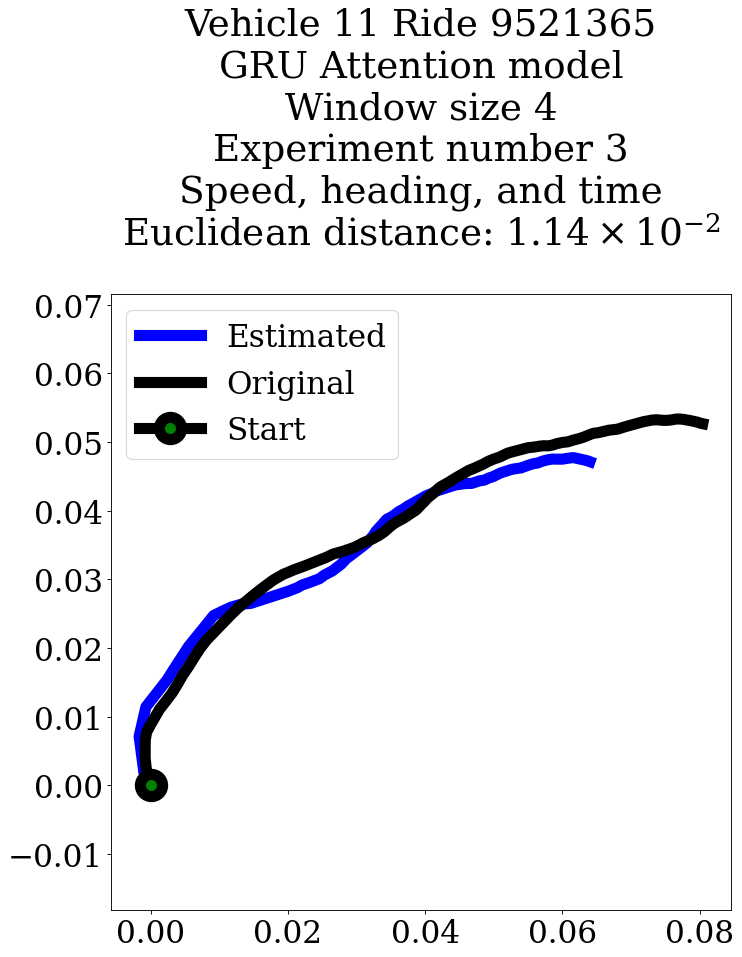 Vehicle 11 Ride 9521365
GRU Attention model
Window size 4
Experiment number 3
Speed, heading, and time
Euclidean distance: 1.14 × 10⁻²
0.07
0.06
0.05
0.04
0.03
0.02
0.01
0.00
−0.01
Estimated
Original
Start
0.00 0.02 0.04 0.06 0.08